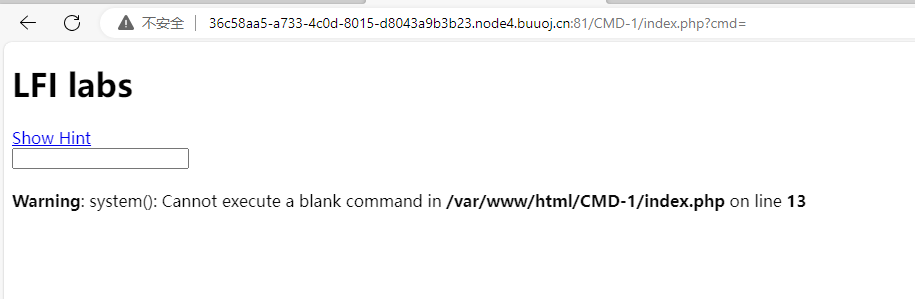 不安全 36c58aa5-a733-4c0d-8015-d8043a9b3b23.node4.buuoj.cn:81/CMD-1/index.php?cmd=
LFI labs
Show Hint
Warning: system(): Cannot execute a blank command in /var/www/html/CMD-1/index.php on line 13